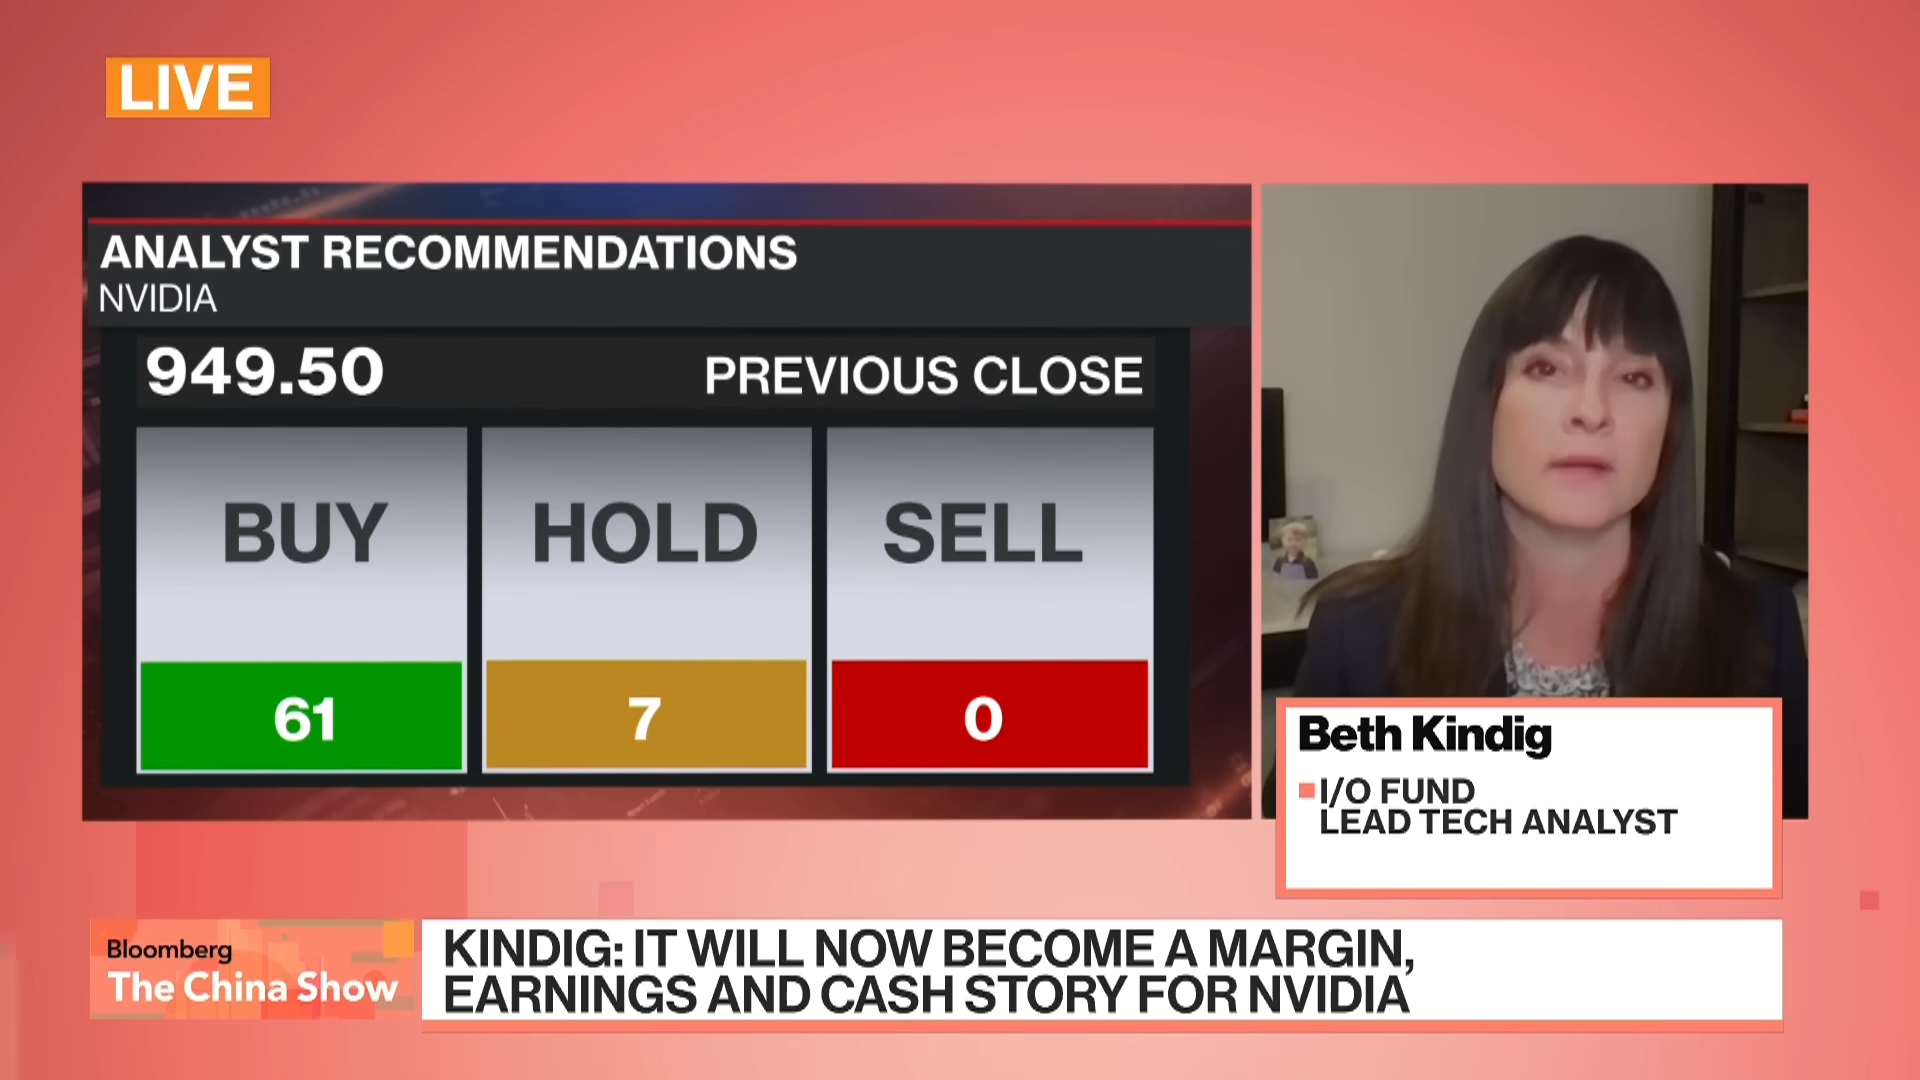 LIVE
ANALYST RECOMMENDATIONS
NVIDIA
949.50 PREVIOUS CLOSE
BUY HOLD SELL
61 7 0
Beth Kindig
I/O FUND
LEAD TECH ANALYST
Bloomberg
The China Show
KINDIG: IT WILL NOW BECOME A MARGIN,
EARNINGS AND CASH STORY FOR NVIDIA